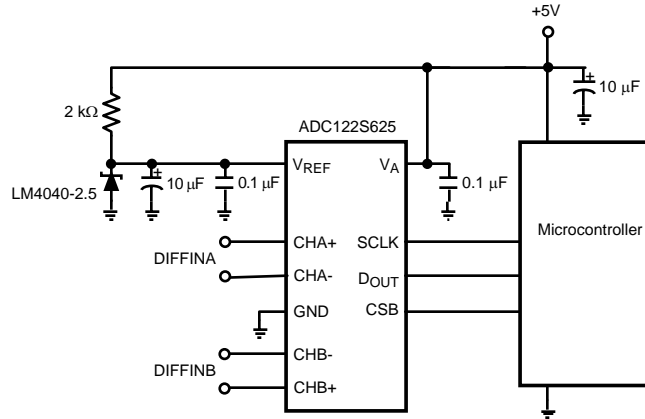 +5V
10 μF
+
2 kΩ
ADC122S625
VREF
VA
LM4040-2.5
+
10 μF
0.1 μF
0.1 μF
Microcontroller
CHA+
SCLK
DIFFINA
CHA-
DOUT
GND
CSB
CHB-
DIFFINB
CHB+